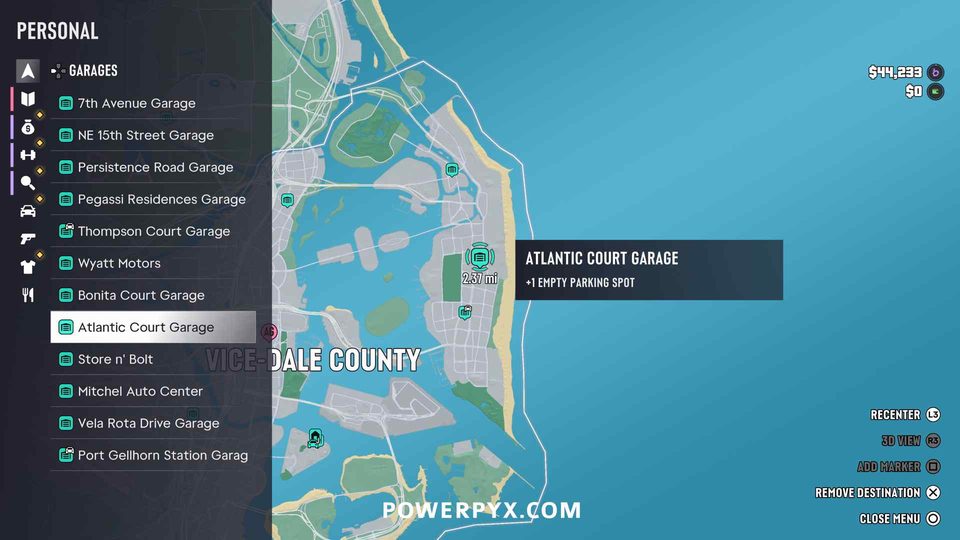 PERSONAL
GARAGES
7th Avenue Garage
NE 15th Street Garage
Persistence Road Garage
Pegassi Residences Garage
Thompson Court Garage
Wyatt Motors
Bonita Court Garage
Atlantic Court Garage
Store n' Bolt
Mitchel Auto Center
Vela Rota Drive Garage
Port Gellhorn Station Garag
$44,233
$0
ATLANTIC COURT GARAGE
+1 EMPTY PARKING SPOT
2.37 mi
AG
VICE-DALE COUNTY
RECENTER L3
3D VIEW R3
ADD MARKER
REMOVE DESTINATION
CLOSE MENU
POWERPYX.COM